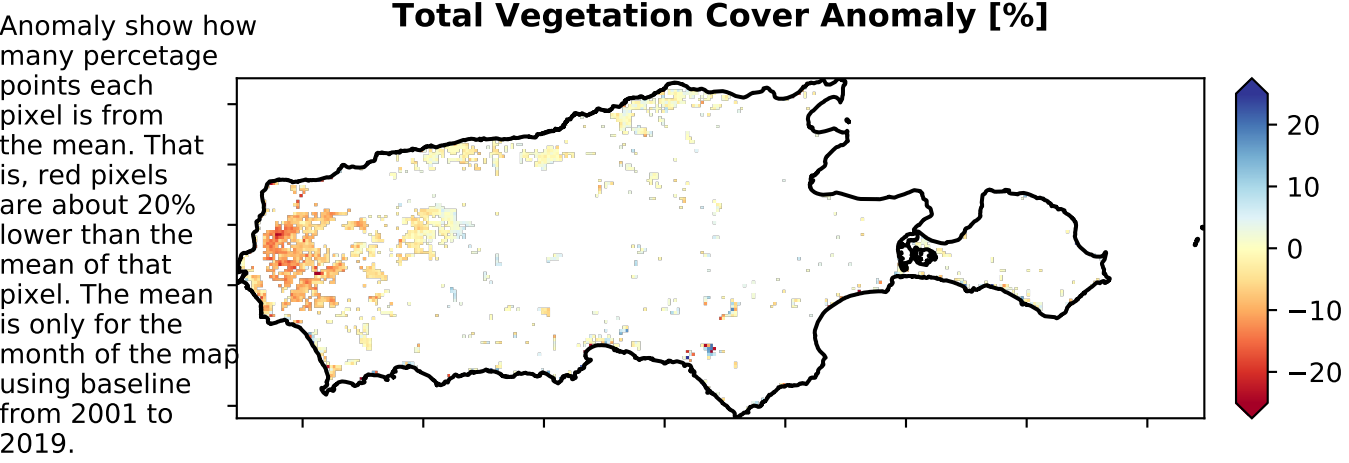 Total Vegetation Cover Anomaly [%]
Anomaly show how
many percetage
points each
pixel is from
the mean. That
is, red pixels
are about 20%
lower than the
mean of that
pixel. The mean
is only for the
month of the map
using baseline
from 2001 to
2019.
20
10
0
−10
−20